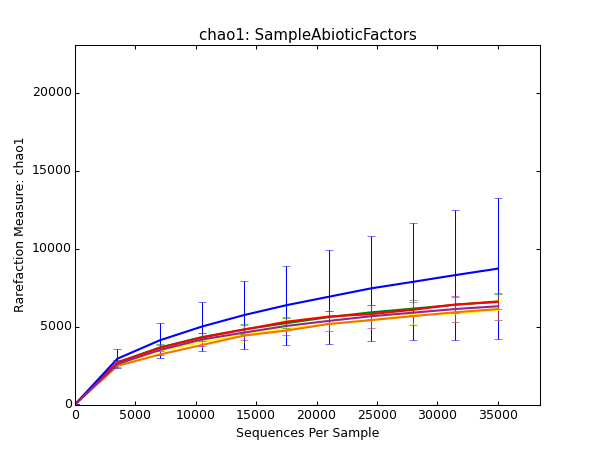 chao1: SampleAbioticFactors
Rarefaction Measure: chao1
20000
15000
10000
5000
0
0 5000 10000 15000 20000 25000 30000 35000
Sequences Per Sample